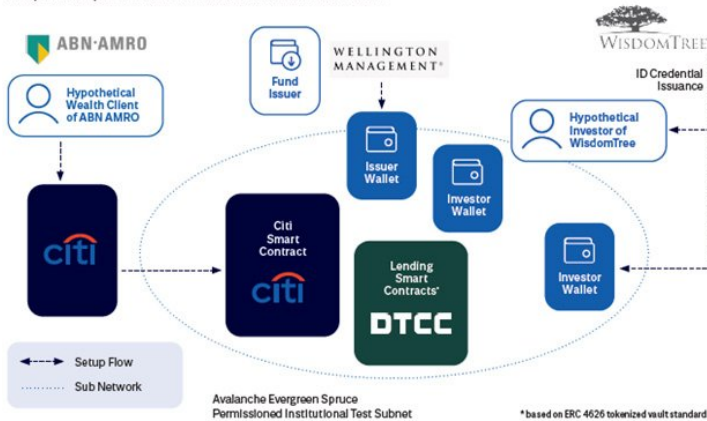 ABN·AMRO
Hypothetical
Wealth Client
of ABN AMRO
Fund
Issuer
WELLINGTON
MANAGEMENT®
WISDOMTREE
ID Credential
Issuance
Hypothetical
Investor of
WisdomTree
Issuer
Wallet
Investor
Wallet
citi
Citi
Smart
Contract
citi
Lending
Smart
Contracts*
DTCC
Investor
Wallet
Setup Flow
Sub Network
Avalanche Evergreen Spruce
Permissioned Institutional Test Subnet
* based on ERC 4626 tokenized vault standard